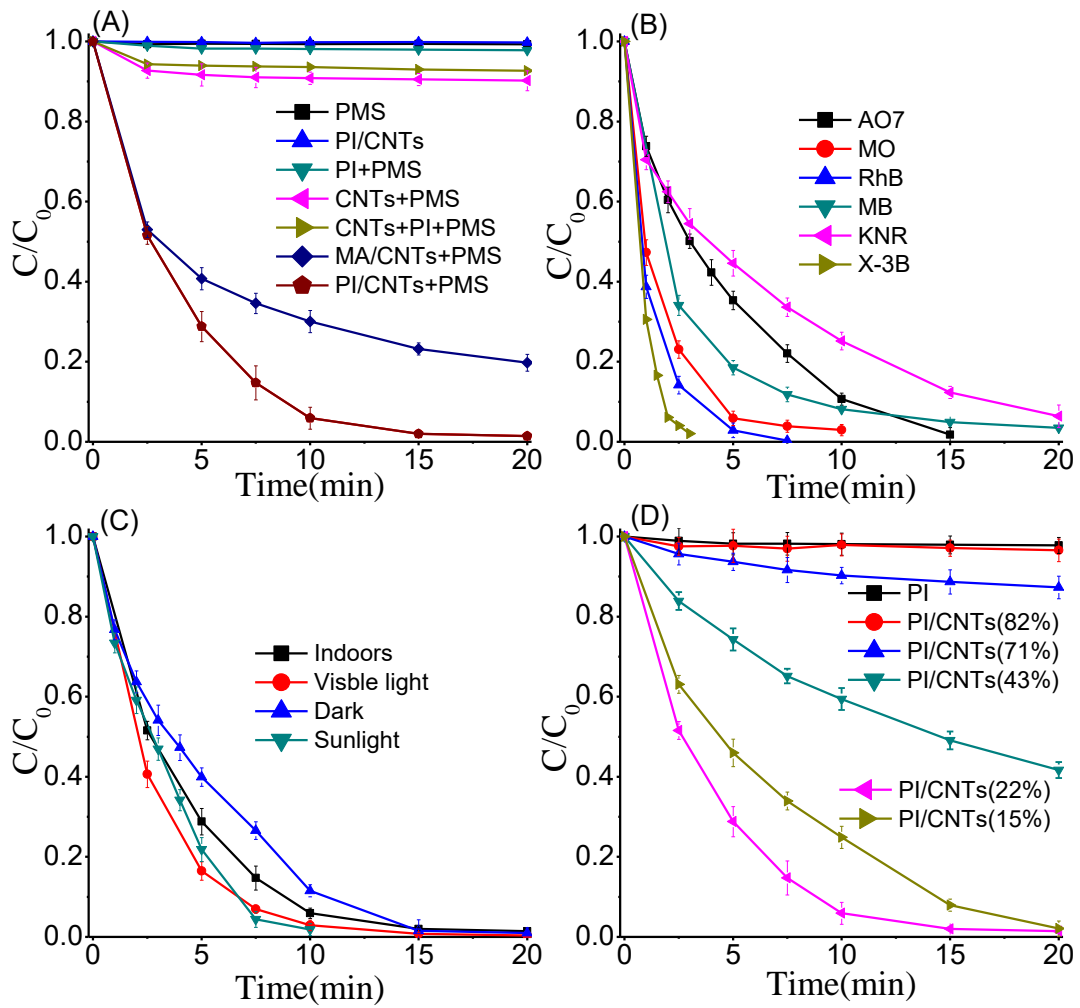 (A)
1.0
0.8
0.6
0.4
0.2
0.0
C/C0
PMS
PI/CNTs
PI+PMS
CNTs+PMS
CNTs+PI+PMS
MA/CNTs+PMS
PI/CNTs+PMS
0 5 10 15 20
Time(min)
(B)
1.0
0.8
0.6
0.4
0.2
0.0
C/C0
AO7
MO
RhB
MB
KNR
X-3B
0 5 10 15 20
Time(min)
(C)
1.0
0.8
0.6
0.4
0.2
0.0
C/C0
Indoors
Visble light
Dark
Sunlight
0 5 10 15 20
Time(min)
(D)
1.0
0.8
0.6
0.4
0.2
0.0
C/C0
PI
PI/CNTs(82%)
PI/CNTs(71%)
PI/CNTs(43%)
PI/CNTs(22%)
PI/CNTs(15%)
0 5 10 15 20
Time(min)